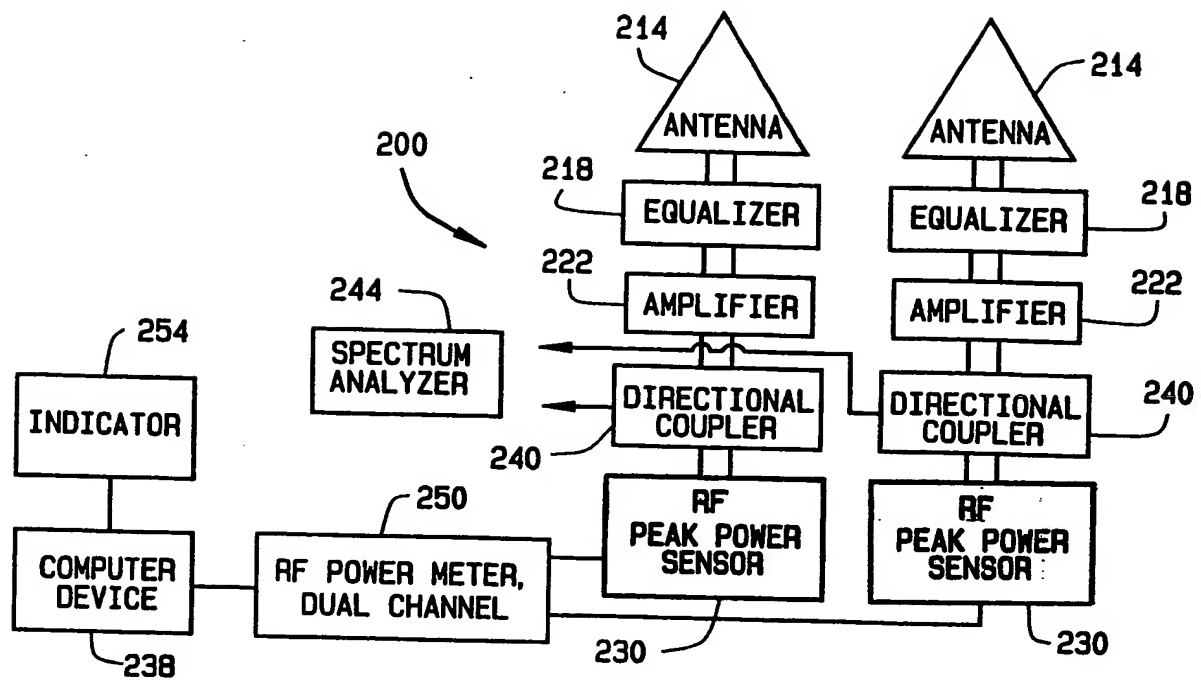 214
214
ANTENNA
ANTENNA
200
218
EQUALIZER
EQUALIZER
218
222
AMPLIFIER
AMPLIFIER
222
244
254
SPECTRUM
ANALYZER
DIRECTIONAL
COUPLER
DIRECTIONAL
COUPLER
240
240
INDICATOR
250
RF
PEAK POWER
SENSOR
RF
PEAK POWER
SENSOR
COMPUTER
DEVICE
RF POWER METER,
DUAL CHANNEL
238
230
230